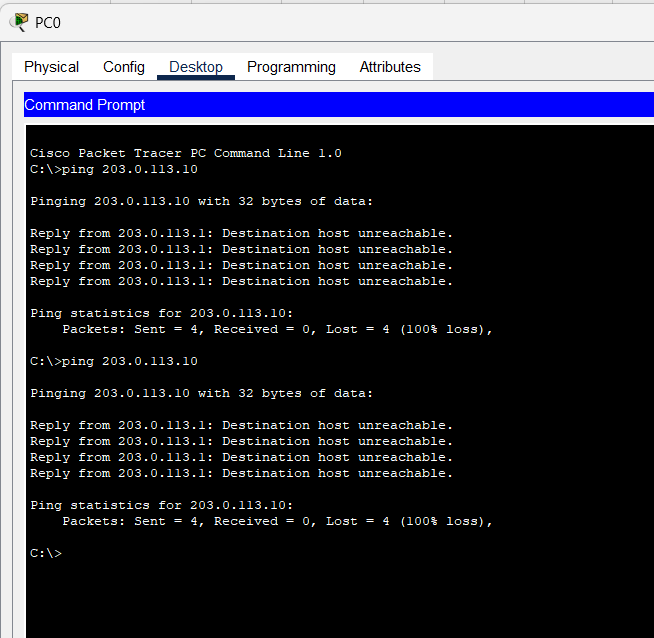 PC0
Physical Config Desktop Programming Attributes
Command Prompt
Cisco Packet Tracer PC Command Line 1.0
C:\>ping 203.0.113.10
Pinging 203.0.113.10 with 32 bytes of data:
Reply from 203.0.113.1: Destination host unreachable.
Reply from 203.0.113.1: Destination host unreachable.
Reply from 203.0.113.1: Destination host unreachable.
Reply from 203.0.113.1: Destination host unreachable.
Ping statistics for 203.0.113.10:
    Packets: Sent = 4, Received = 0, Lost = 4 (100% loss),
C:\>ping 203.0.113.10
Pinging 203.0.113.10 with 32 bytes of data:
Reply from 203.0.113.1: Destination host unreachable.
Reply from 203.0.113.1: Destination host unreachable.
Reply from 203.0.113.1: Destination host unreachable.
Reply from 203.0.113.1: Destination host unreachable.
Ping statistics for 203.0.113.10:
    Packets: Sent = 4, Received = 0, Lost = 4 (100% loss),
C:\>